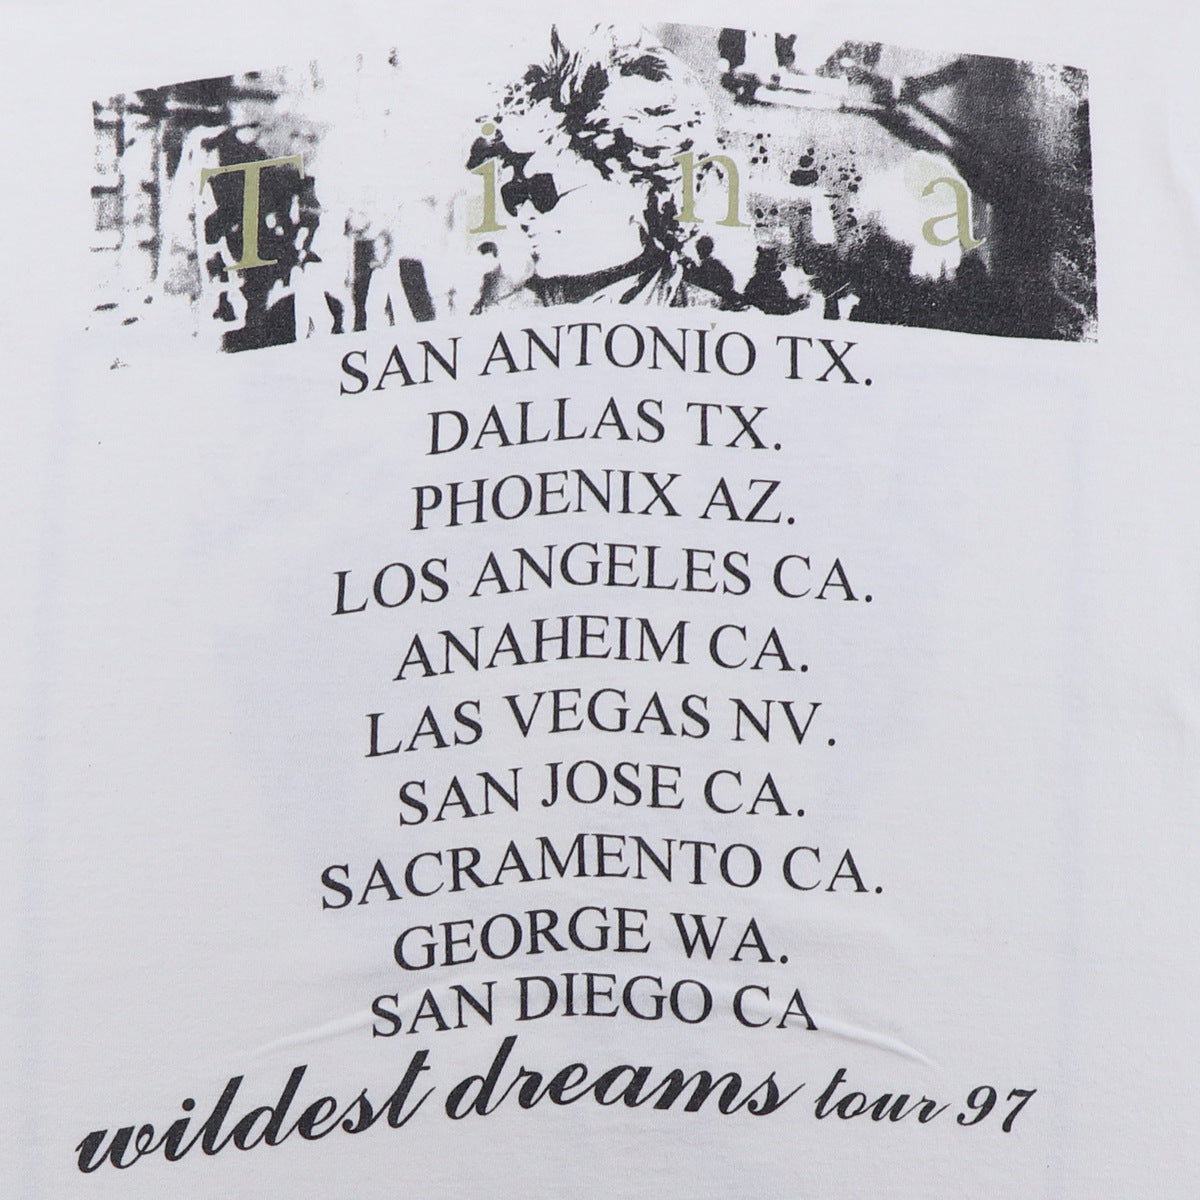 Tina
SAN ANTONIO TX.
DALLAS TX.
PHOENIX AZ.
LOS ANGELES CA.
ANAHEIM CA.
LAS VEGAS NV.
SAN JOSE CA.
SACRAMENTO CA.
GEORGE WA.
SAN DIEGO CA
wildest dreams tour 97